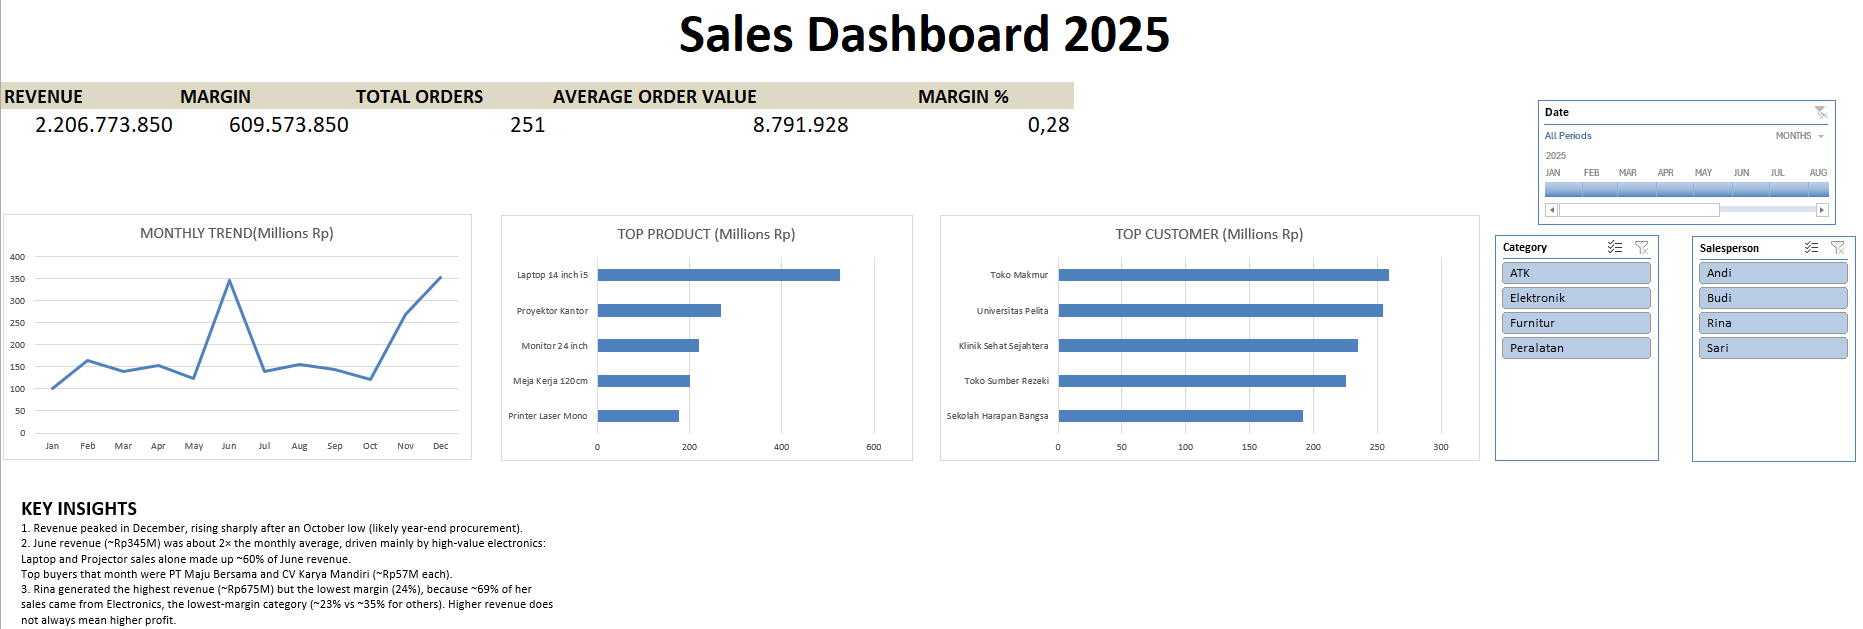 Sales Dashboard 2025
REVENUE MARGIN TOTAL ORDERS AVERAGE ORDER VALUE MARGIN %
2.206.773.850 609.573.850 251 8.791.928 0,28
Date
All Periods MONTHS
2025
JAN FEB MAR APR MAY JUN JUL AUG
MONTHLY TREND(Millions Rp)
400
350
300
250
200
150
100
50
0
Jan Feb Mar Apr May Jun Jul Aug Sep Oct Nov Dec
TOP PRODUCT (Millions Rp)
Laptop 14 inch i5
Proyektor Kantor
Monitor 24 inch
Meja Kerja 120cm
Printer Laser Mono
0 200 400 600
TOP CUSTOMER (Millions Rp)
Toko Makmur
Universitas Pelita
Klinik Sehat Sejahtera
Toko Sumber Rezeki
Sekolah Harapan Bangsa
0 50 100 150 200 250 300
Category
ATK
Elektronik
Furnitur
Peralatan
Salesperson
Andi
Budi
Rina
Sari
KEY INSIGHTS
1. Revenue peaked in December, rising sharply after an October low (likely year-end procurement).
2. June revenue (~Rp345M) was about 2× the monthly average, driven mainly by high-value electronics:
Laptop and Projector sales alone made up ~60% of June revenue.
Top buyers that month were PT Maju Bersama and CV Karya Mandiri (~Rp57M each).
3. Rina generated the highest revenue (~Rp675M) but the lowest margin (24%), because ~69% of her
sales came from Electronics, the lowest-margin category (~23% vs ~35% for others). Higher revenue does
not always mean higher profit.